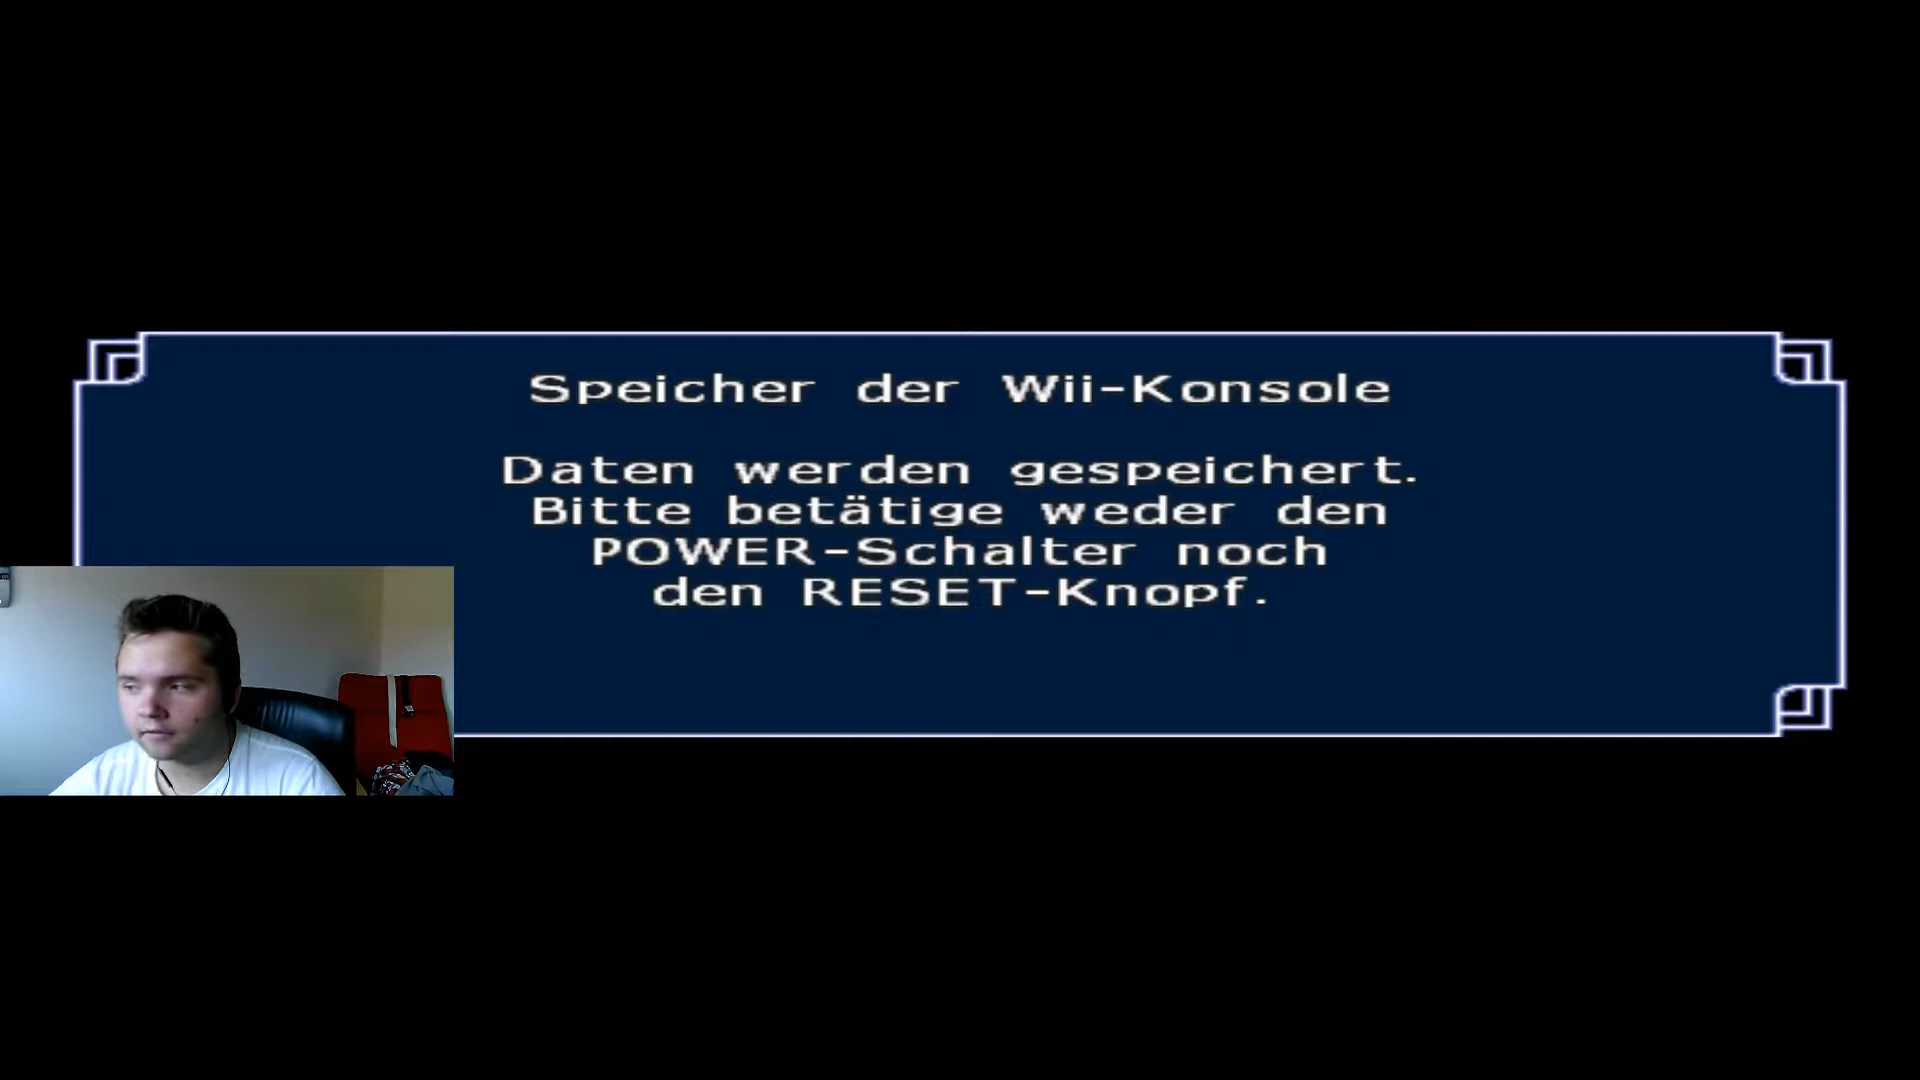 Speicher der Wii-Konsole
Daten werden gespeichert.
Bitte betätige weder den
POWER-Schalter noch
den RESET-Knopf.